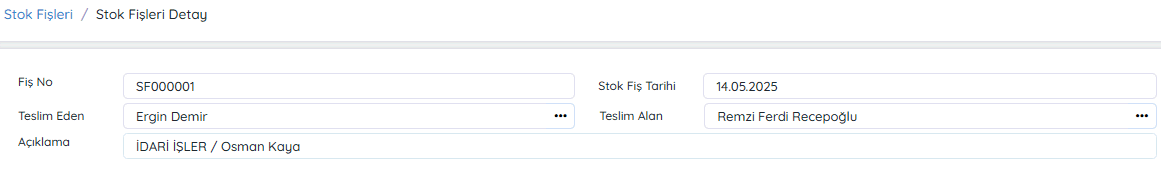 Stok Fişleri / Stok Fişleri Detay
Fiş No SF000001 Stok Fiş Tarihi 14.05.2025
Teslim Eden Ergin Demir ••• Teslim Alan Remzi Ferdi Recepoğlu •••
Açıklama İDARİ İŞLER / Osman Kaya